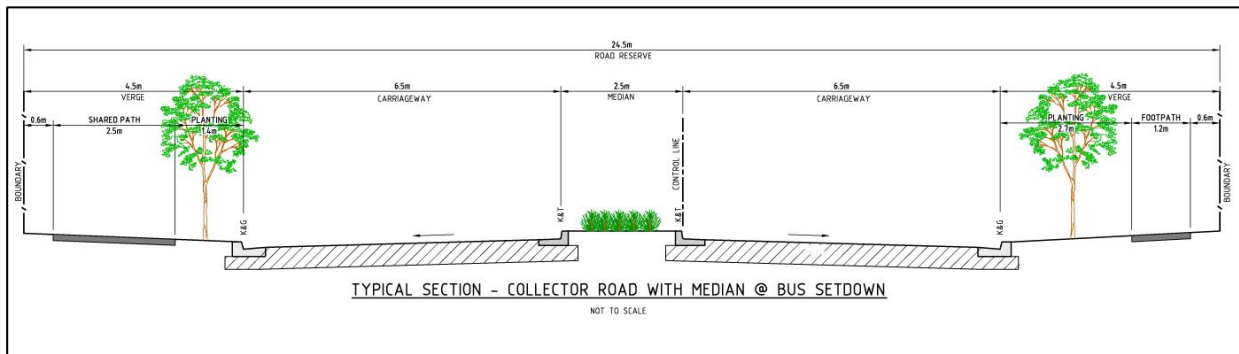 24.5m
ROAD RESERVE
4.5m
VERGE
6.5m
CARRIAGEWAY
2.5m
MEDIAN
6.5m
CARRIAGEWAY
4.5m
VERGE
0.6m
SHARED PATH
2.5m
PLANTING
1.4m
PLANTING
2.7m
FOOTPATH
1.2m
0.6m
BOUNDARY
K&G
K&T
CONTROL LINE
K&T
K&G
BOUNDARY
TYPICAL SECTION - COLLECTOR ROAD WITH MEDIAN @ BUS SETDOWN
NOT TO SCALE